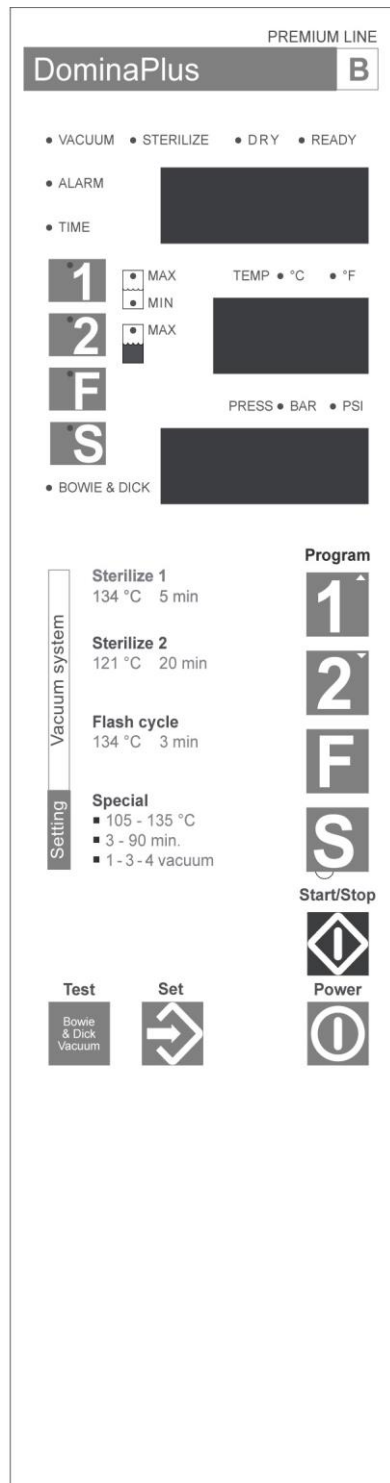 PREMIUM LINE
DominaPlus B
• VACUUM • STERILIZE • DRY • READY
• ALARM
• TIME
1
MAX
MIN
TEMP • °C • °F
2
MAX
F
PRESS • BAR • PSI
S
• BOWIE & DICK
Program
Vacuum system
Sterilize 1
134 °C 5 min
1
Sterilize 2
121 °C 20 min
2
Flash cycle
134 °C 3 min
F
Setting
Special
▪ 105 - 135 °C
▪ 3 - 90 min.
▪ 1 - 3 - 4 vacuum
S
Start/Stop
Test Set Power
Bowie
& Dick
Vacuum